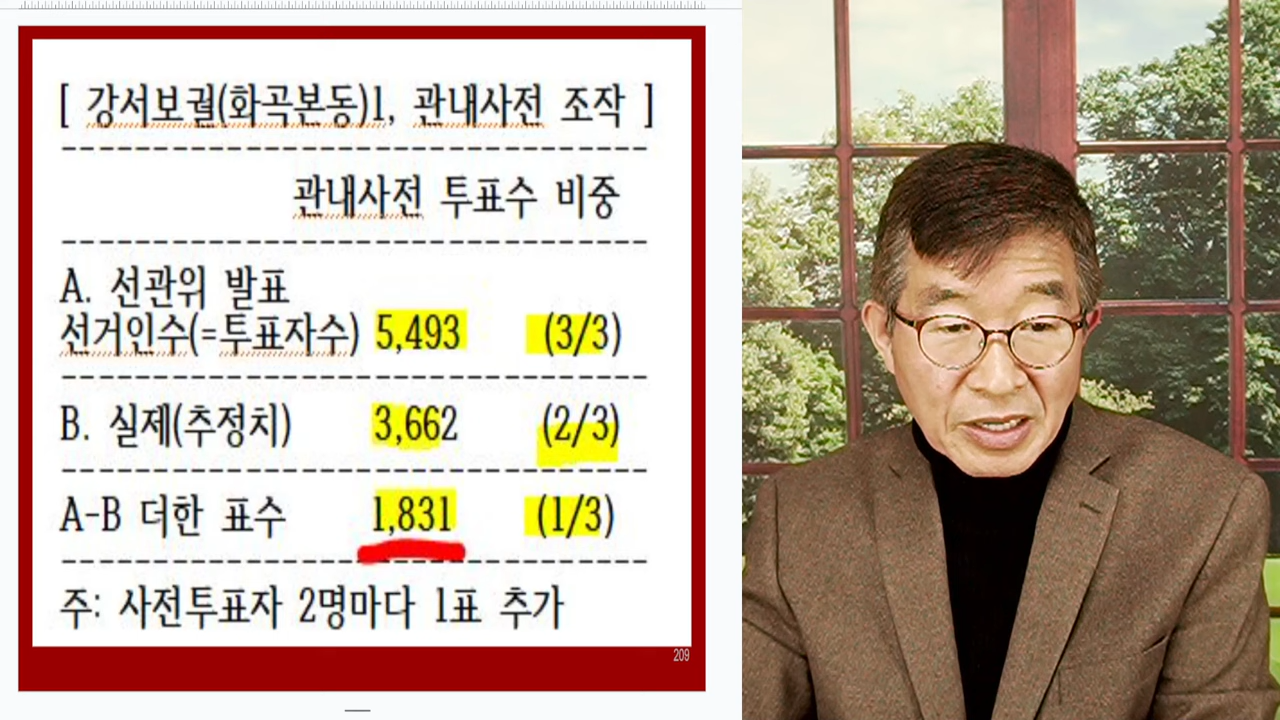 [ 강서보궐(화곡본동)1, 관내사전 조작 ]
관내사전 투표수 비중
A. 선관위 발표
선거인수(=투표자수) 5,493 (3/3)
B. 실제(추정치) 3,662 (2/3)
A-B 더한 표수 1,831 (1/3)
주: 사전투표자 2명마다 1표 추가
209